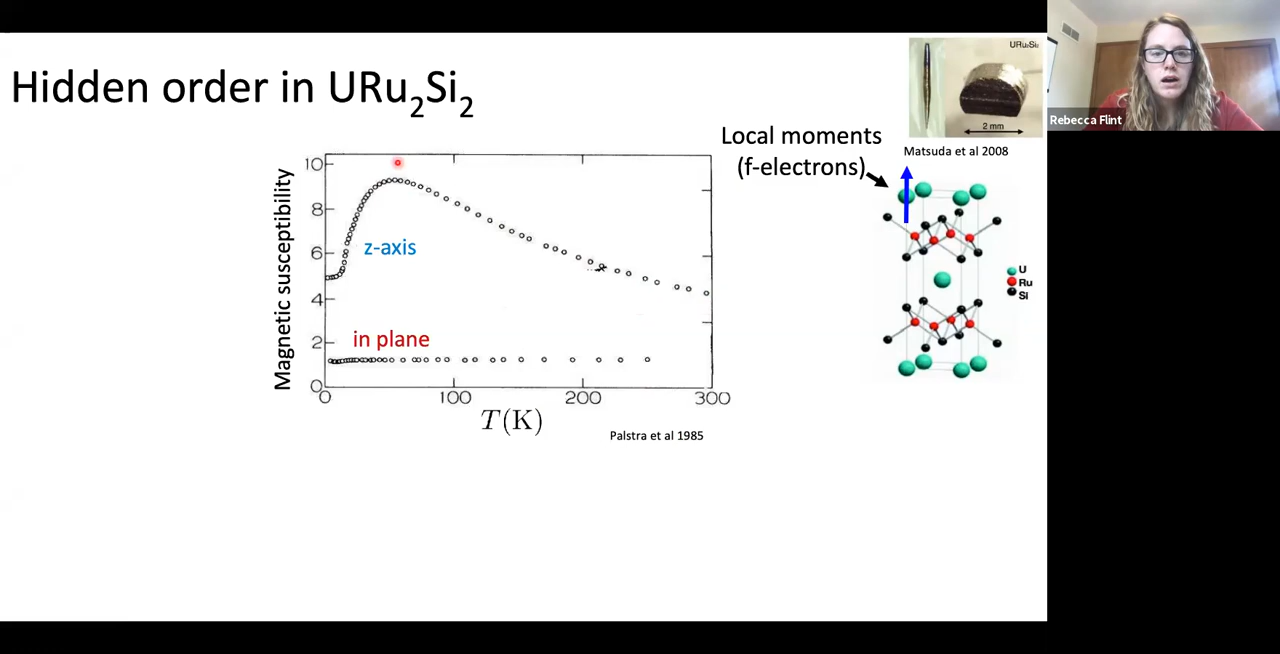 Hidden order in URu₂Si₂
URu₂Si₂
2 mm
Matsuda et al 2008
Rebecca Flint
Local moments
(f-electrons)
U
Ru
Si
Magnetic susceptibility
10
8
6
4
2
0
z-axis
in plane
0 100 200 300
T(K)
Palstra et al 1985